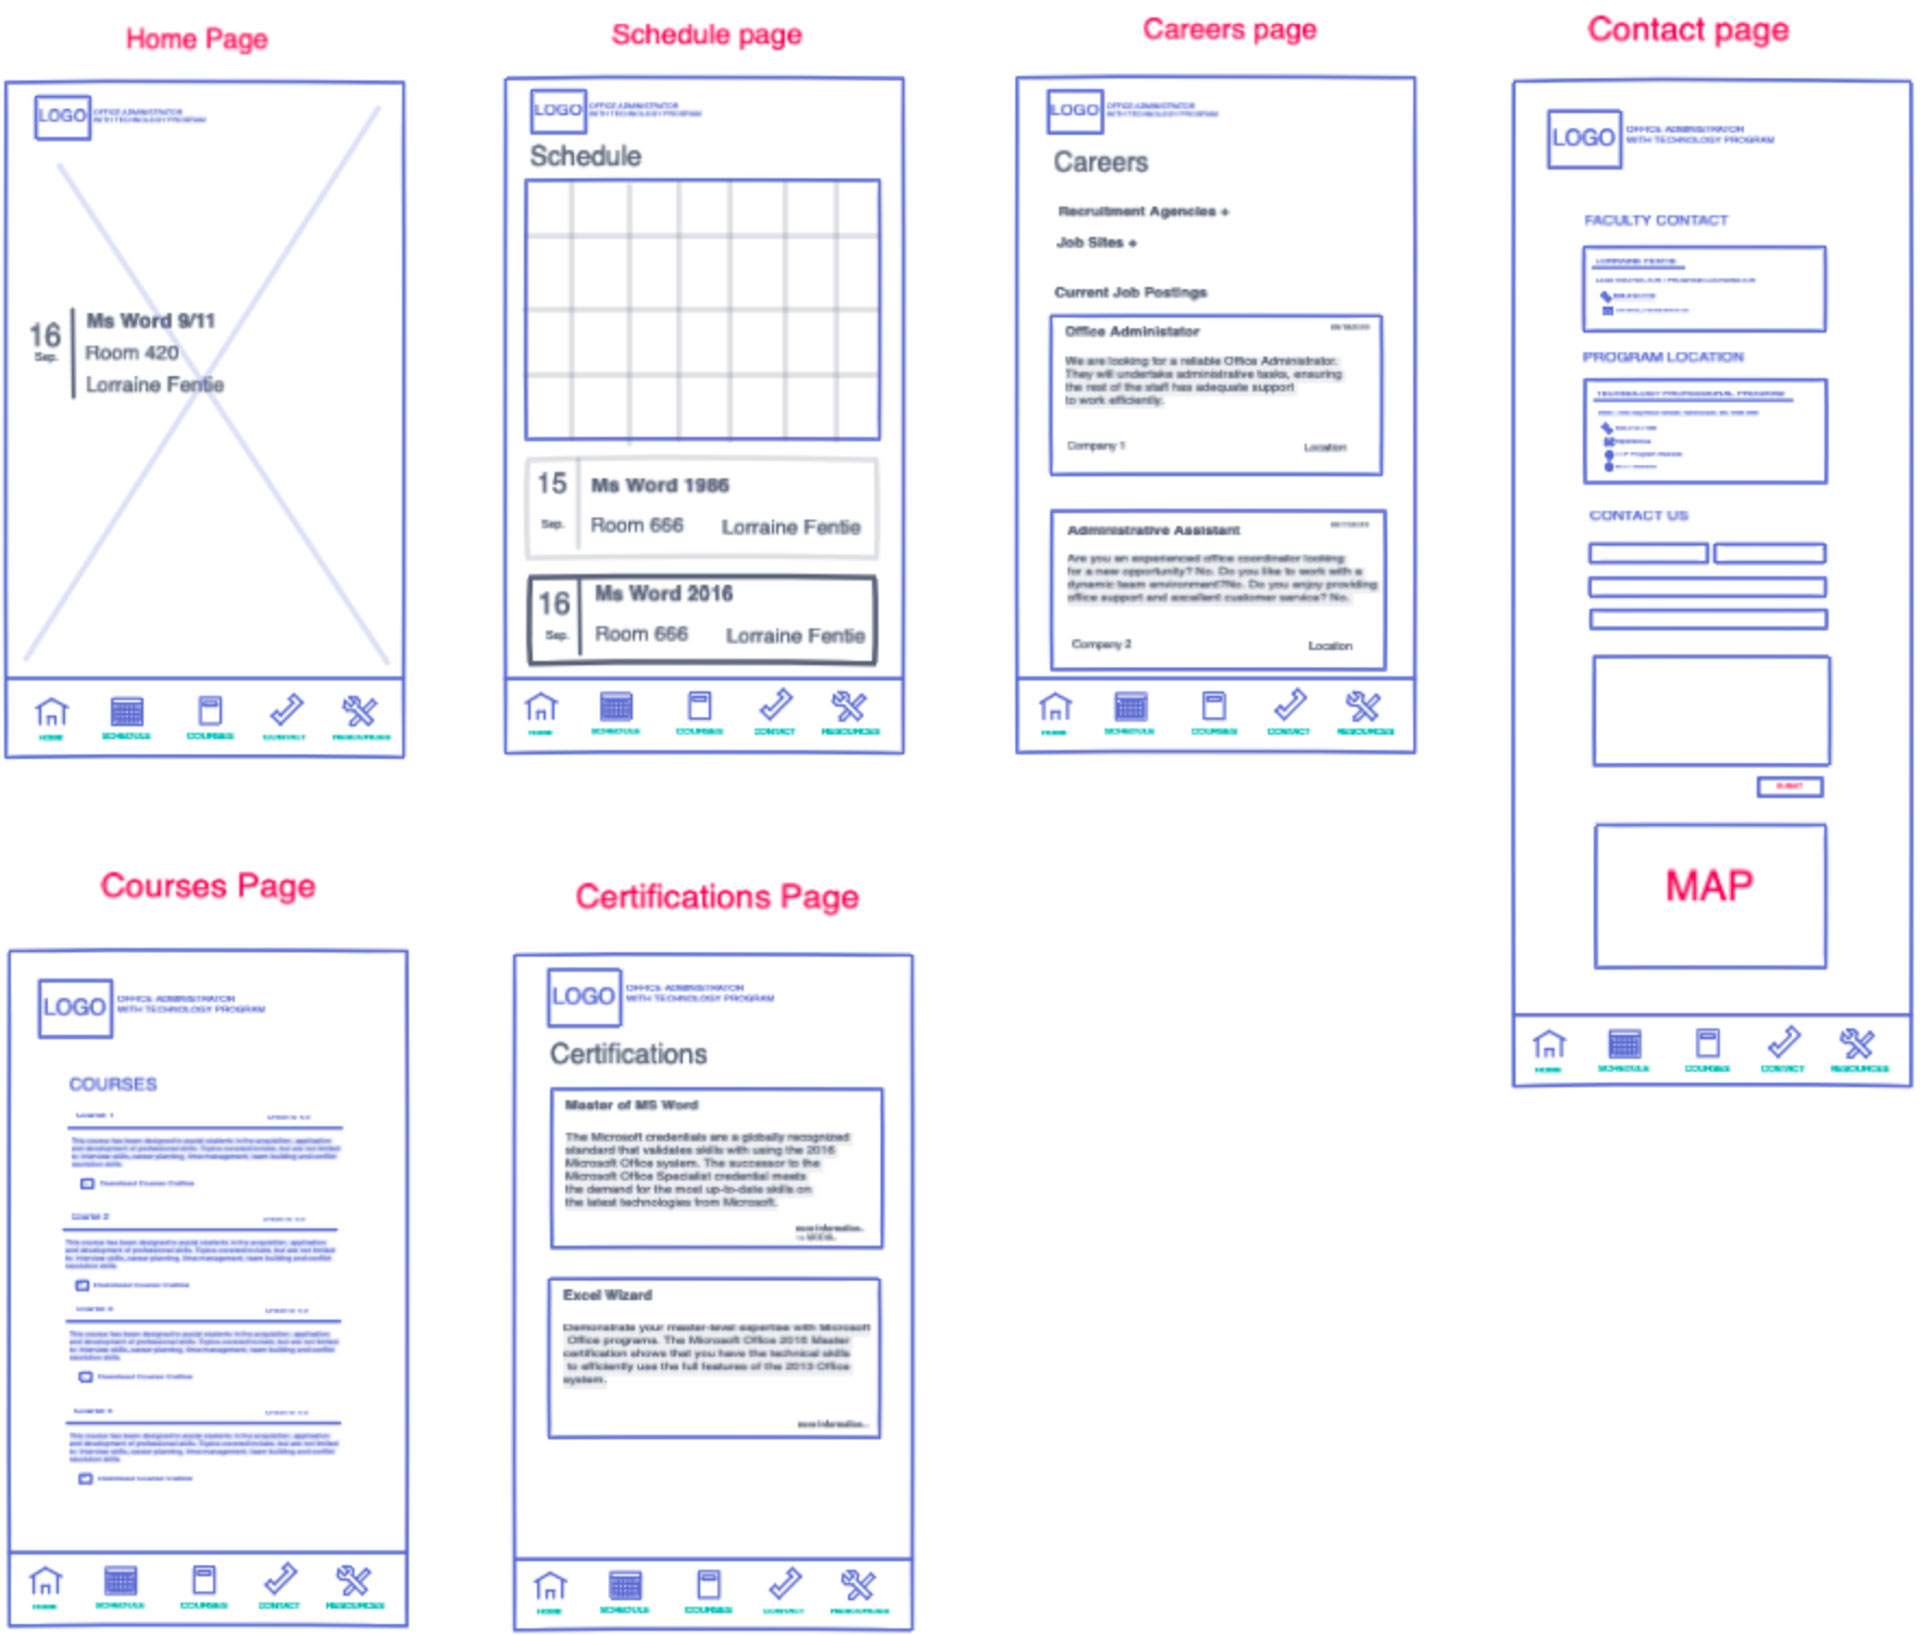 Home Page
LOGO
OFFICE ADMINISTRATOR
WITH TECHNOLOGY PROGRAM
16
Sep.
Ms Word 9/11
Room 420
Lorraine Fentie
HOME
SCHEDULE
COURSES
CONTACT
RESOURCES
Schedule page
LOGO
OFFICE ADMINISTRATOR
WITH TECHNOLOGY PROGRAM
Schedule
15
Sep.
Ms Word 1986
Room 666
Lorraine Fentie
16
Sep.
Ms Word 2016
Room 666
Lorraine Fentie
HOME
SCHEDULE
COURSES
CONTACT
RESOURCES
Careers page
LOGO
OFFICE ADMINISTRATOR
WITH TECHNOLOGY PROGRAM
Careers
Recruitment Agencies +
Job Sites +
Current Job Postings
Office Administator
We are looking for a reliable Office Administrator.
They will undertake administrative tasks, ensuring
the rest of the staff has adequate support
to work efficiently.
Company 1
Location
Administrative Assistant
Are you an experienced office coordinator looking
for a new opportunity? No. Do you like to work with a
dynamic team environment?No. Do you enjoy providing
office support and excellent customer service? No.
Company 2
Location
HOME
SCHEDULE
COURSES
CONTACT
RESOURCES
Contact page
LOGO
OFFICE ADMINISTRATOR
WITH TECHNOLOGY PROGRAM
FACULTY CONTACT
LORRAINE FENTIE
PROGRAM LOCATION
TECHNOLOGY PROFESSIONAL PROGRAM
CONTACT US
SUBMIT
MAP
HOME
SCHEDULE
COURSES
CONTACT
RESOURCES
Courses Page
LOGO
OFFICE ADMINISTRATOR
WITH TECHNOLOGY PROGRAM
COURSES
Course 1
This course has been designed to assist students in the acquisition, application
and development of professional skills. Topics covered include, but are not limited
to: interview skills, career planning, time management, team building and conflict
resolution skills.
Download Course Outline
Course 2
This course has been designed to assist students in the acquisition, application
and development of professional skills. Topics covered include, but are not limited
to: interview skills, career planning, time management, team building and conflict
resolution skills.
Download Course Outline
This course has been designed to assist students in the acquisition, application
and development of professional skills. Topics covered include, but are not limited
to: interview skills, career planning, time management, team building and conflict
resolution skills.
Download Course Outline
This course has been designed to assist students in the acquisition, application
and development of professional skills. Topics covered include, but are not limited
to: interview skills, career planning, time management, team building and conflict
resolution skills.
Download Course Outline
HOME
SCHEDULE
COURSES
CONTACT
RESOURCES
Certifications Page
LOGO
OFFICE ADMINISTRATOR
WITH TECHNOLOGY PROGRAM
Certifications
Master of MS Word
The Microsoft credentials are a globally recognized
standard that validates skills with using the 2016
Microsoft Office system. The successor to the
Microsoft Office Specialist credential meets
the demand for the most up-to-date skills on
the latest technologies from Microsoft.
more information..
Excel Wizard
Demonstrate your master-level expertise with Microsoft
Office programs. The Microsoft Office 2016 Master
certification shows that you have the technical skills
to efficiently use the full features of the 2013 Office
system.
more information...
HOME
SCHEDULE
COURSES
CONTACT
RESOURCES